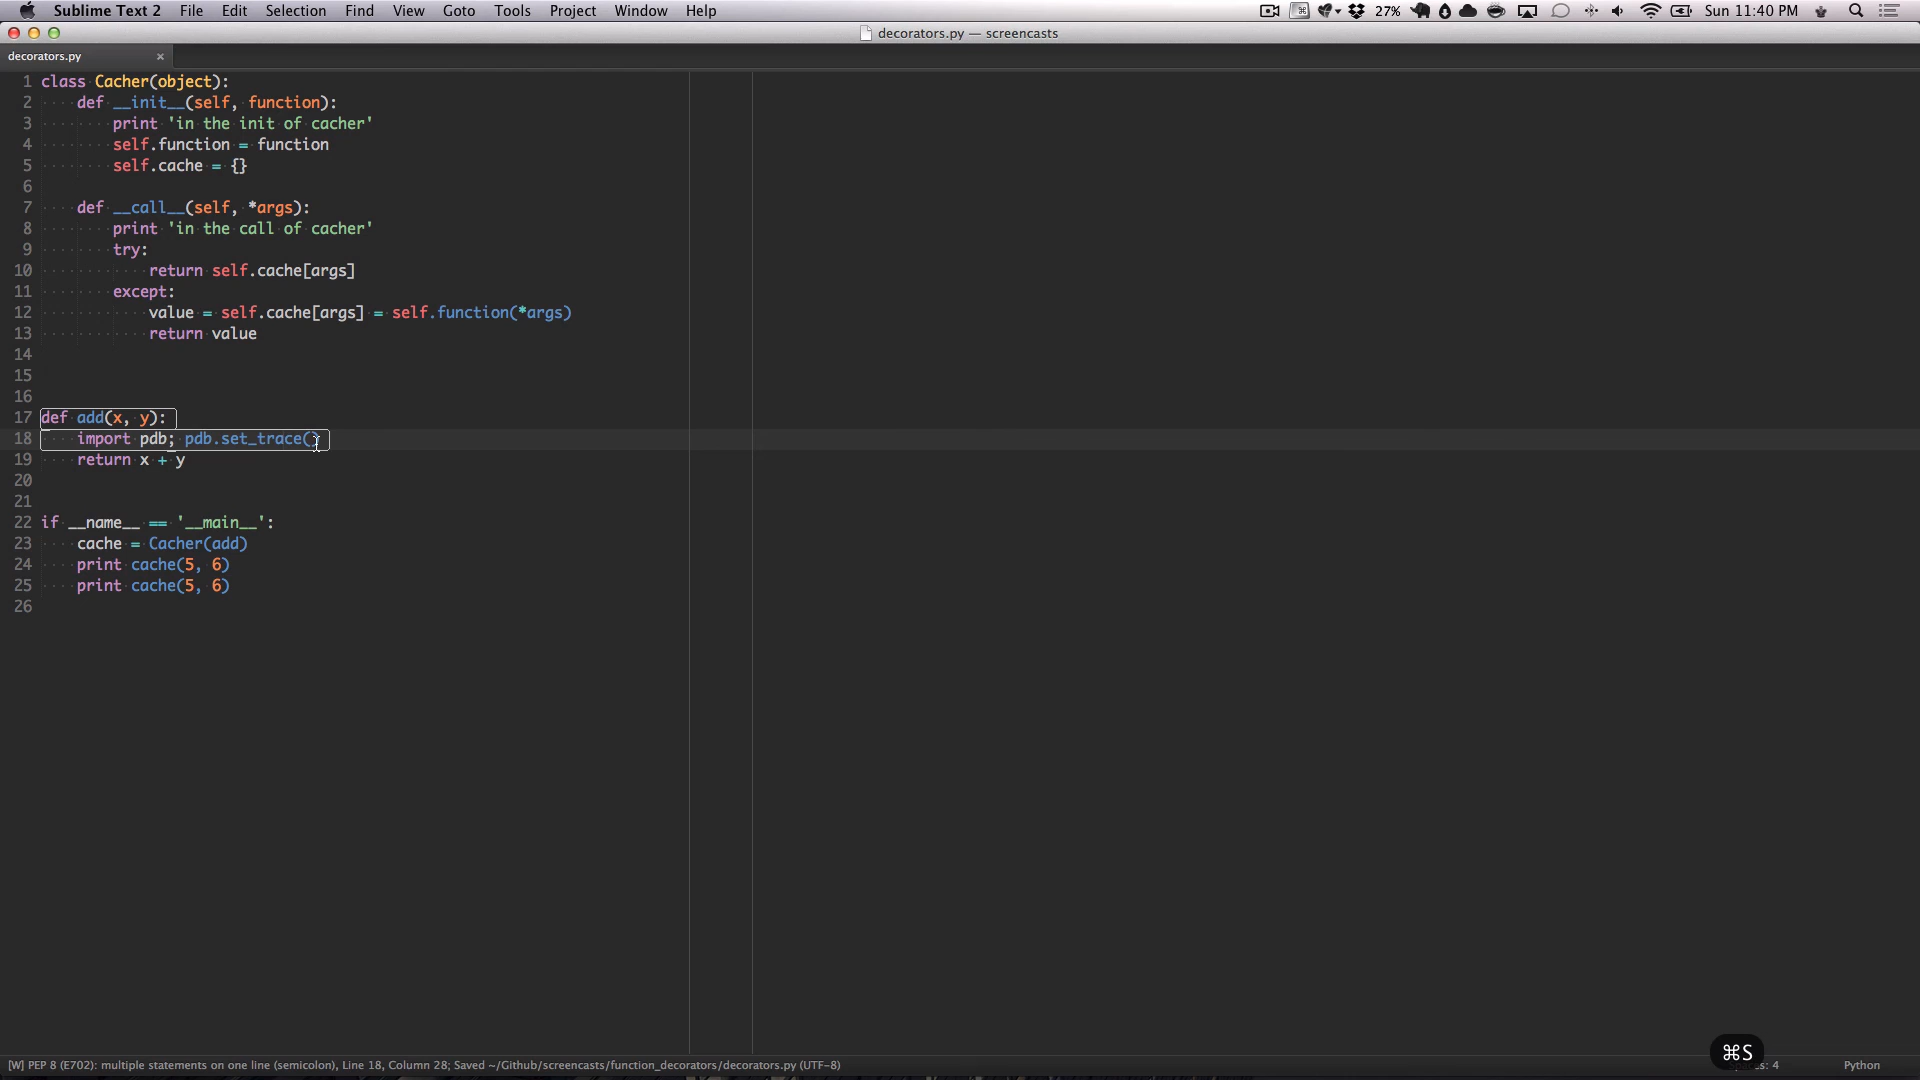 Sublime Text 2 File Edit Selection Find View Goto Tools Project Window Help 27% Sun 11:40 PM
decorators.py — screencasts
decorators.py ×
1 class Cacher(object):
2 def __init__(self, function):
3 print 'in the init of cacher'
4 self.function = function
5 self.cache = {}
6
7 def __call__(self, *args):
8 print 'in the call of cacher'
9 try:
10 return self.cache[args]
11 except:
12 value = self.cache[args] = self.function(*args)
13 return value
14
15
16
17 def add(x, y):
18 import pdb; pdb.set_trace()
19 return x + y
20
21
22 if __name__ == '__main__':
23 cache = Cacher(add)
24 print cache(5, 6)
25 print cache(5, 6)
26
⌘S
[W] PEP 8 (E702): multiple statements on one line (semicolon), Line 18, Column 28; Saved ~/Github/screencasts/function_decorators/decorators.py (UTF-8) 4 Python